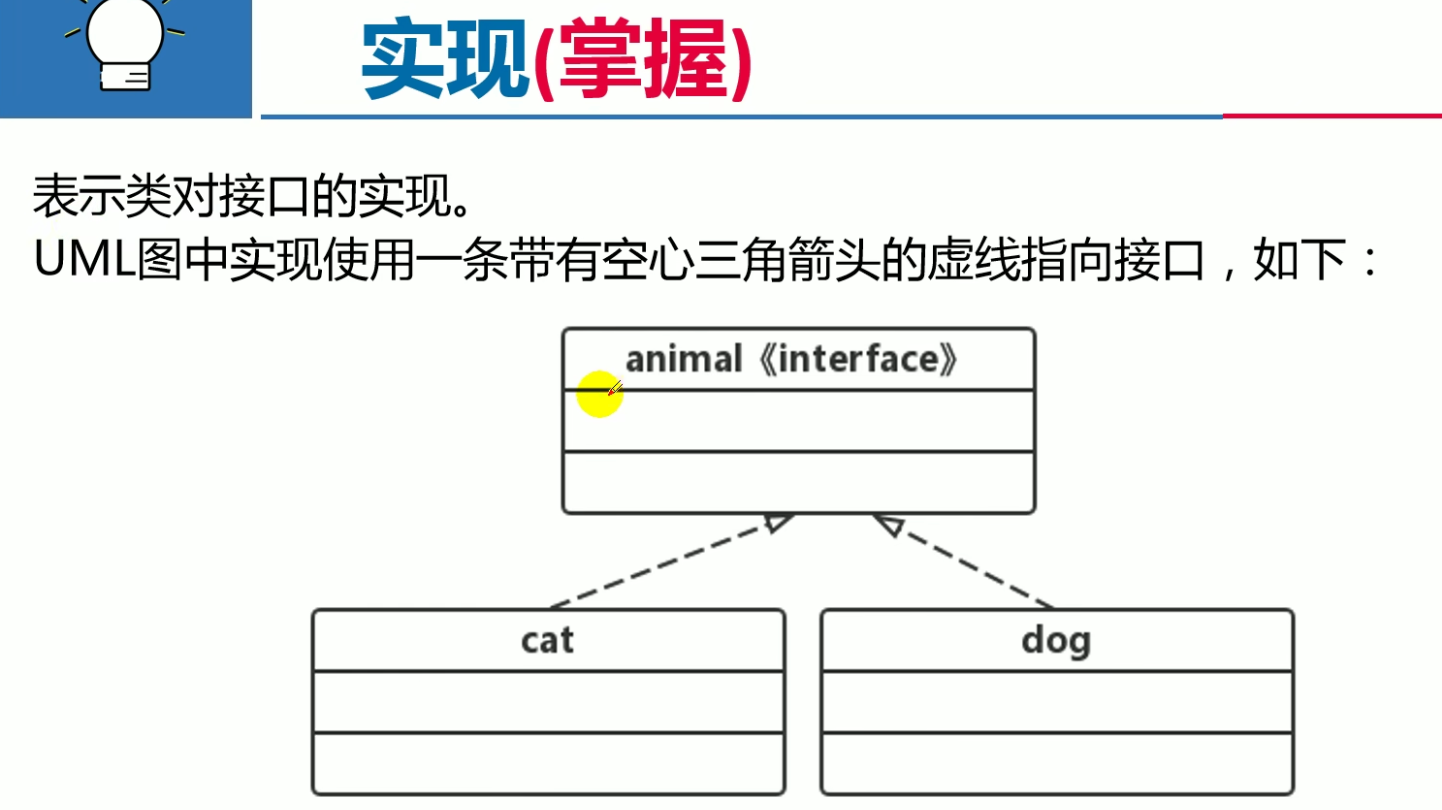 实现(掌握)
表示类对接口的实现。
UML图中实现使用一条带有空心三角箭头的虚线指向接口，如下：
animal《interface》
cat
dog